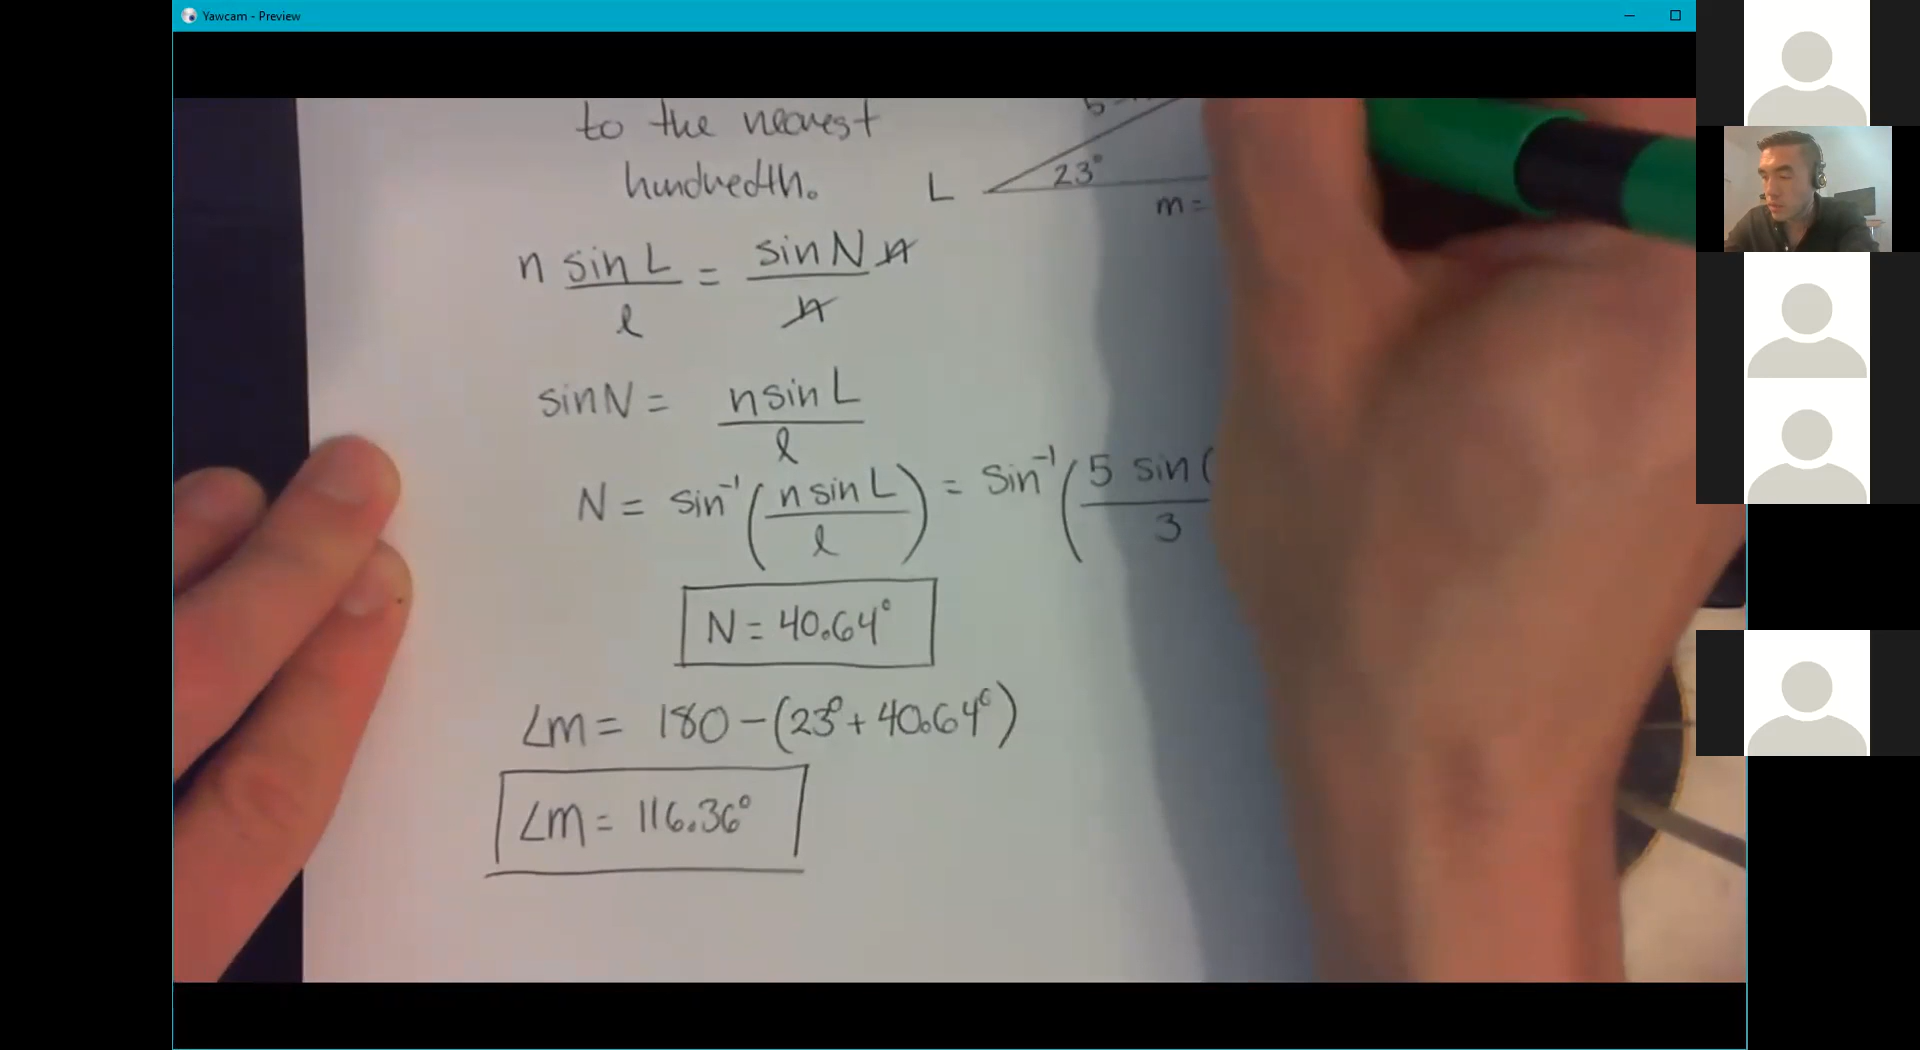 Yawcam - Preview
to the nearest
hundredth.
L 23°
m =
n sin L / l = sin N n / n
sin N = n sin L / l
N = sin⁻¹ ( n sin L / l ) = sin⁻¹ ( 5 sin ( / 3
N = 40.64°
∠m = 180 - (23° + 40.64°)
∠m = 116.36°